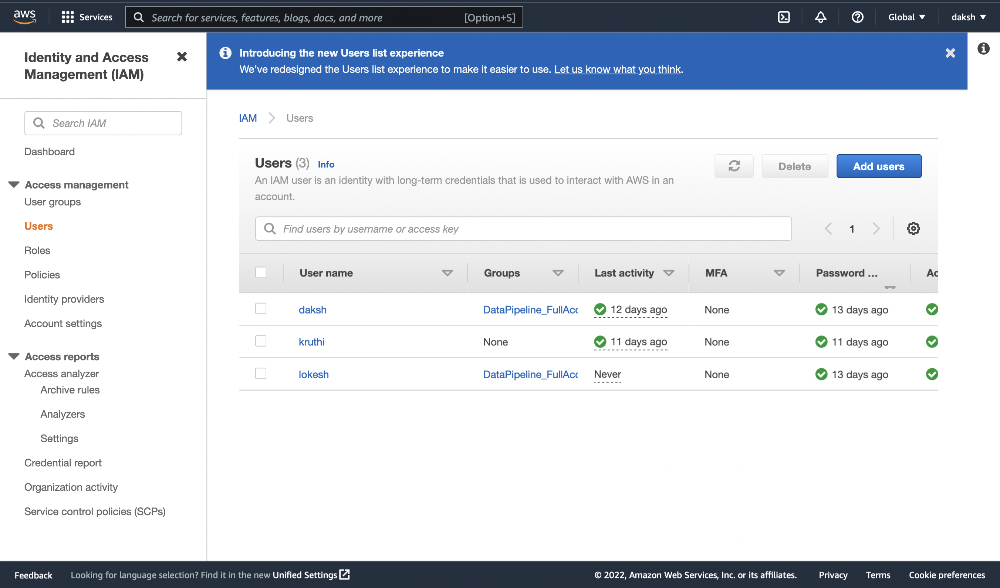 aws
Services
Search for services, features, blogs, docs, and more
[Option+S]
Global
daksh
Identity and Access
Management (IAM)
Search IAM
Dashboard
Access management
User groups
Users
Roles
Policies
Identity providers
Account settings
Access reports
Access analyzer
Archive rules
Analyzers
Settings
Credential report
Organization activity
Service control policies (SCPs)
Introducing the new Users list experience
We've redesigned the Users list experience to make it easier to use. Let us know what you think.
IAM
Users
Users (3) Info
An IAM user is an identity with long-term credentials that is used to interact with AWS in an
account.
Delete
Add users
Find users by username or access key
1
User name Groups Last activity MFA Password ... Ac
daksh DataPipeline_FullAcc 12 days ago None 13 days ago
kruthi None 11 days ago None 11 days ago
lokesh DataPipeline_FullAcc Never None 13 days ago
Feedback
Looking for language selection? Find it in the new Unified Settings
© 2022, Amazon Web Services, Inc. or its affiliates.
Privacy
Terms
Cookie preferences